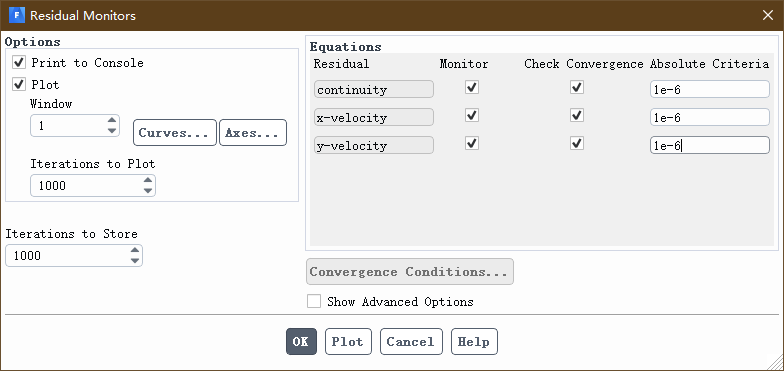 F Residual Monitors
Options
Print to Console
Plot
Window
1
Curves...
Axes...
Iterations to Plot
1000
Iterations to Store
1000
Equations
Residual Monitor Check Convergence Absolute Criteria
continuity 1e-6
x-velocity 1e-6
y-velocity 1e-6
Convergence Conditions...
Show Advanced Options
OK Plot Cancel Help